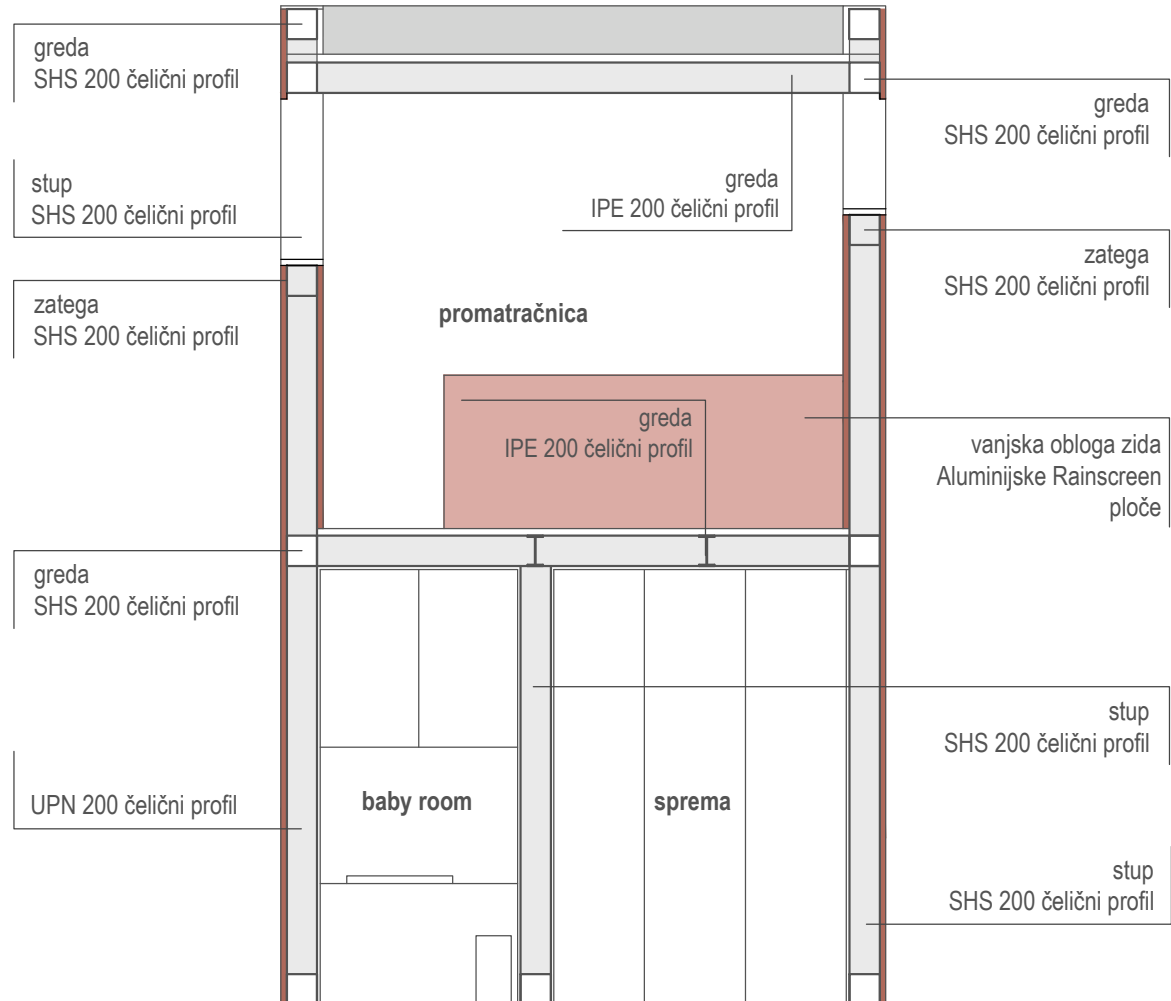 greda
SHS 200 čelični profil
stup
SHS 200 čelični profil
zatega
SHS 200 čelični profil
greda
SHS 200 čelični profil
UPN 200 čelični profil
greda
IPE 200 čelični profil
promatračnica
greda
IPE 200 čelični profil
baby room
sprema
greda
SHS 200 čelični profil
zatega
SHS 200 čelični profil
vanjska obloga zida
Aluminijske Rainscreen
ploče
stup
SHS 200 čelični profil
stup
SHS 200 čelični profil